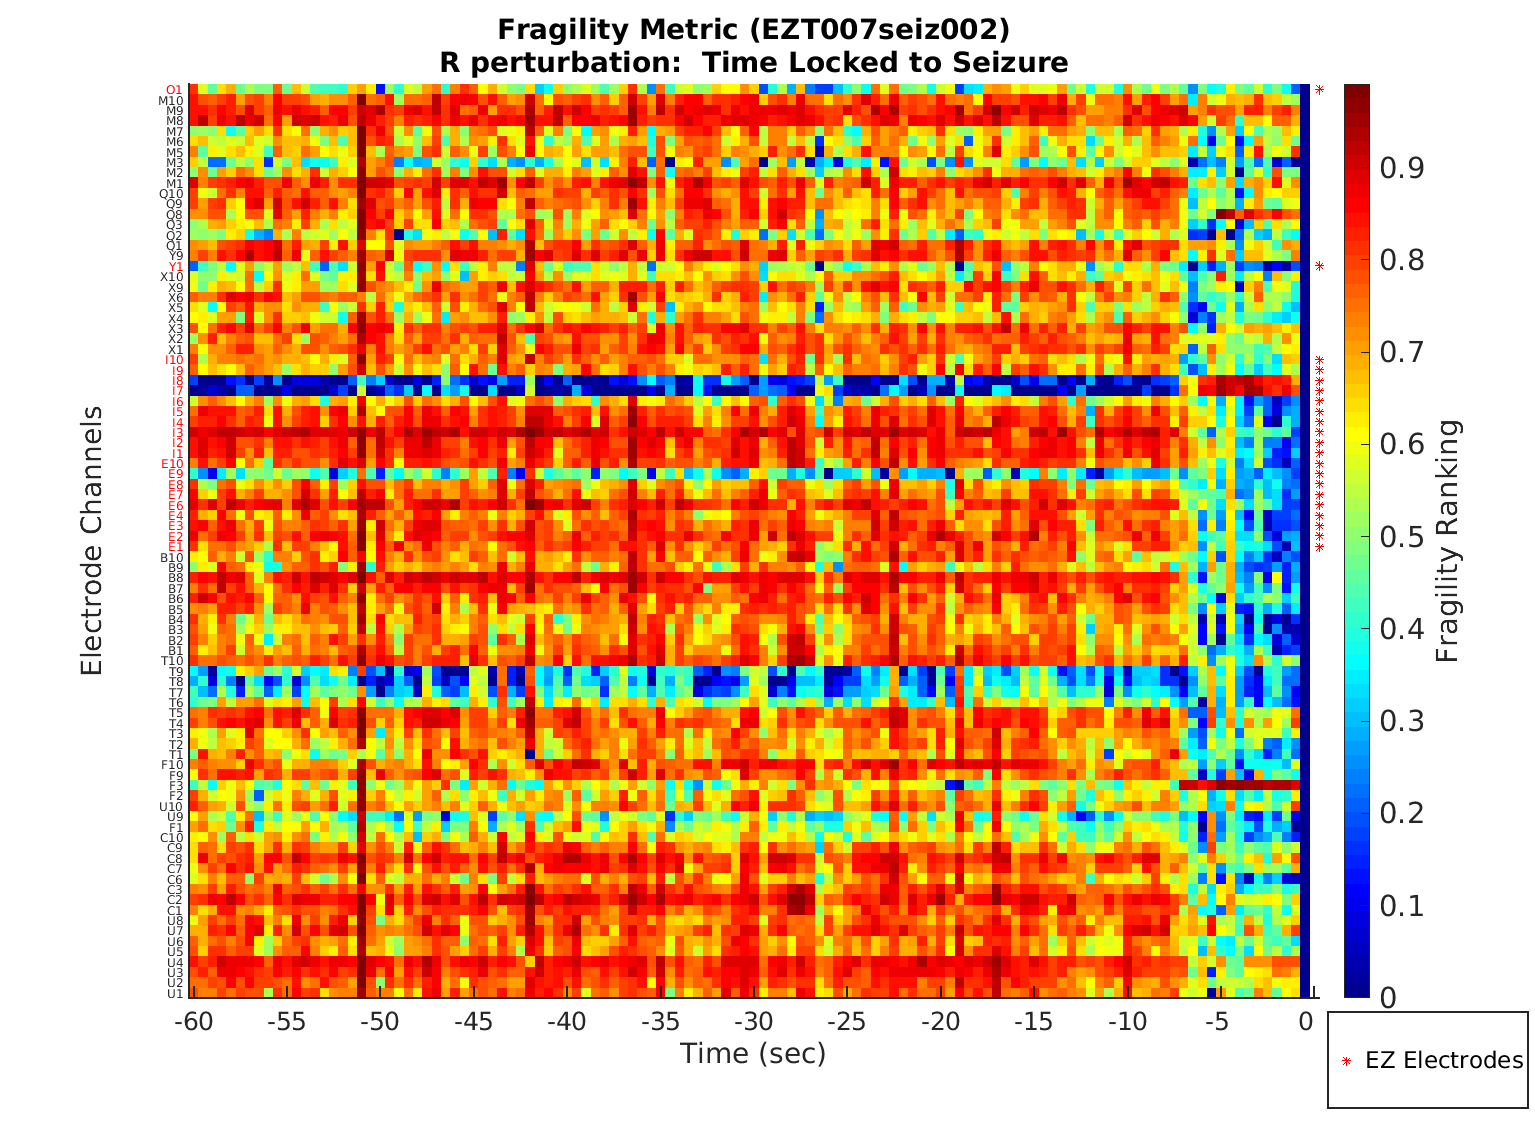 Fragility Metric (EZT007seiz002)
R perturbation:  Time Locked to Seizure
Electrode Channels
O1
M10
M9
M8
M7
M6
M5
M3
M2
M1
Q10
Q9
Q8
Q3
Q2
Q1
Y9
Y1
X10
X9
X6
X5
X4
X3
X2
X1
I10
I9
I8
I7
I6
I5
I4
I3
I2
I1
E10
E9
E8
E7
E6
E4
E3
E2
E1
B10
B9
B8
B7
B6
B5
B4
B3
B2
B1
T10
T9
T8
T7
T6
T5
T4
T3
T2
T1
F10
F9
F3
F2
U10
U9
F1
C10
C9
C8
C7
C6
C3
C2
C1
U8
U7
U6
U5
U4
U3
U2
U1
-60 -55 -50 -45 -40 -35 -30 -25 -20 -15 -10 -5 0
Time (sec)
0.9
0.8
0.7
0.6
0.5
0.4
0.3
0.2
0.1
0
Fragility Ranking
EZ Electrodes